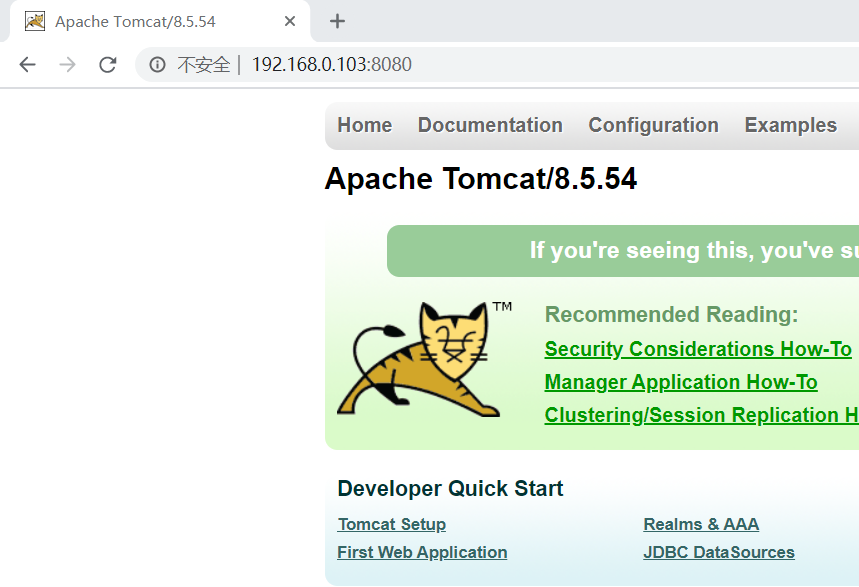 Apache Tomcat/8.5.54
不安全 | 192.168.0.103:8080
Home Documentation Configuration Examples
Apache Tomcat/8.5.54
If you're seeing this, you've su
TM
Recommended Reading:
Security Considerations How-To
Manager Application How-To
Clustering/Session Replication H
Developer Quick Start
Tomcat Setup Realms & AAA
First Web Application JDBC DataSources